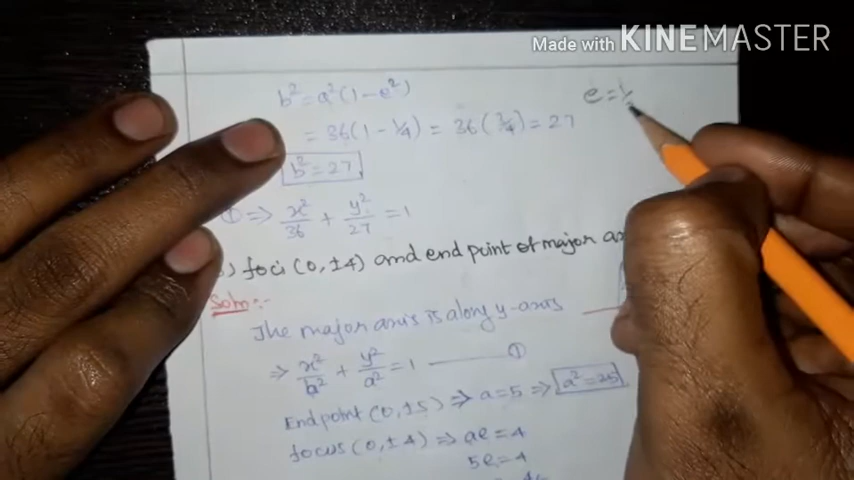 Made with KINEMASTER
b² = a²(1 - e²)
e = 1/2
= 36(1 - 1/4) = 36(3/4) = 27
b² = 27
① ⇒ x²/36 + y²/27 = 1
) foci (0, ±4) and end point of major
Soln:-
The major axis is along y-axis
⇒ x²/b² + y²/a² = 1 ——— ①
Endpoint (0, ±5) ⇒ a = 5 ⇒ a² = 25
focus (0, ±4) ⇒ ae = 4
5e = 4